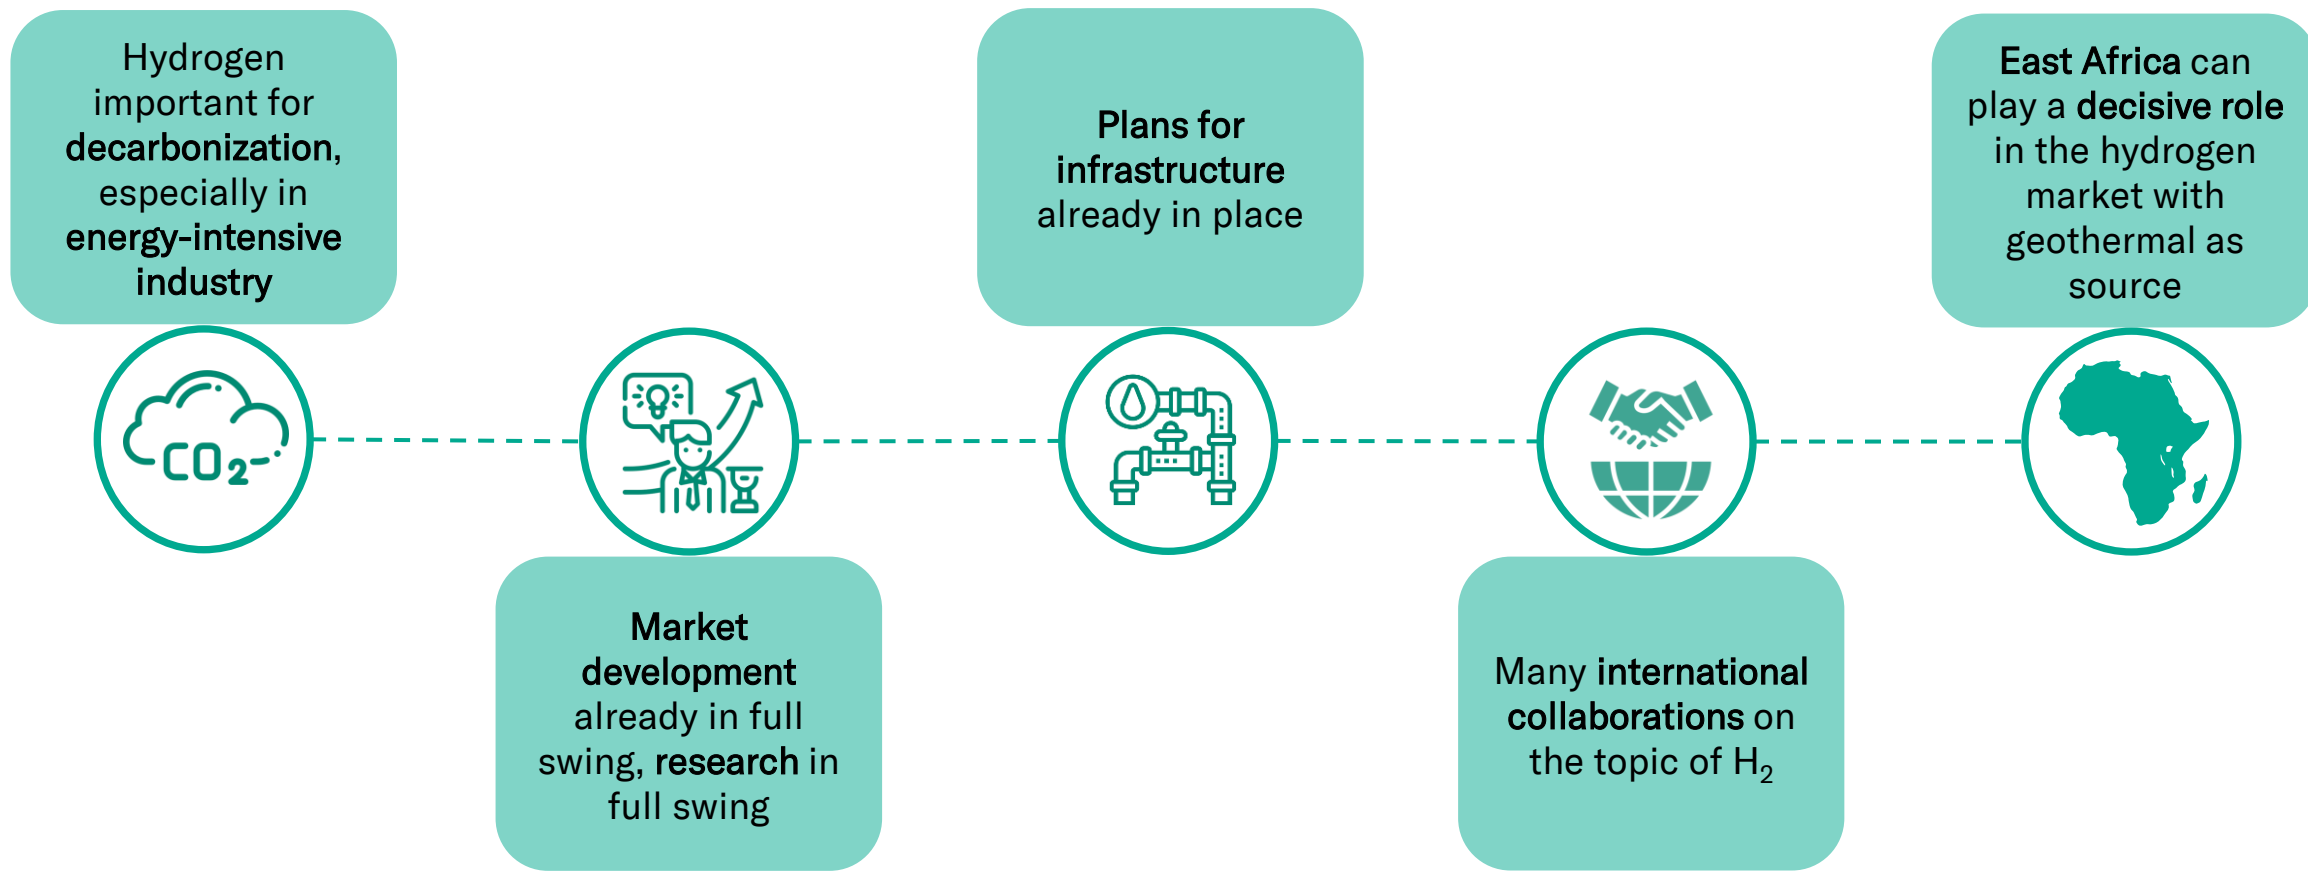 Hydrogen
important for
decarbonization,
especially in
energy-intensive
industry
CO₂
Market
development
already in full
swing, research in
full swing
Plans for
infrastructure
already in place
Many international
collaborations on
the topic of H₂
East Africa can
play a decisive role
in the hydrogen
market with
geothermal as
source